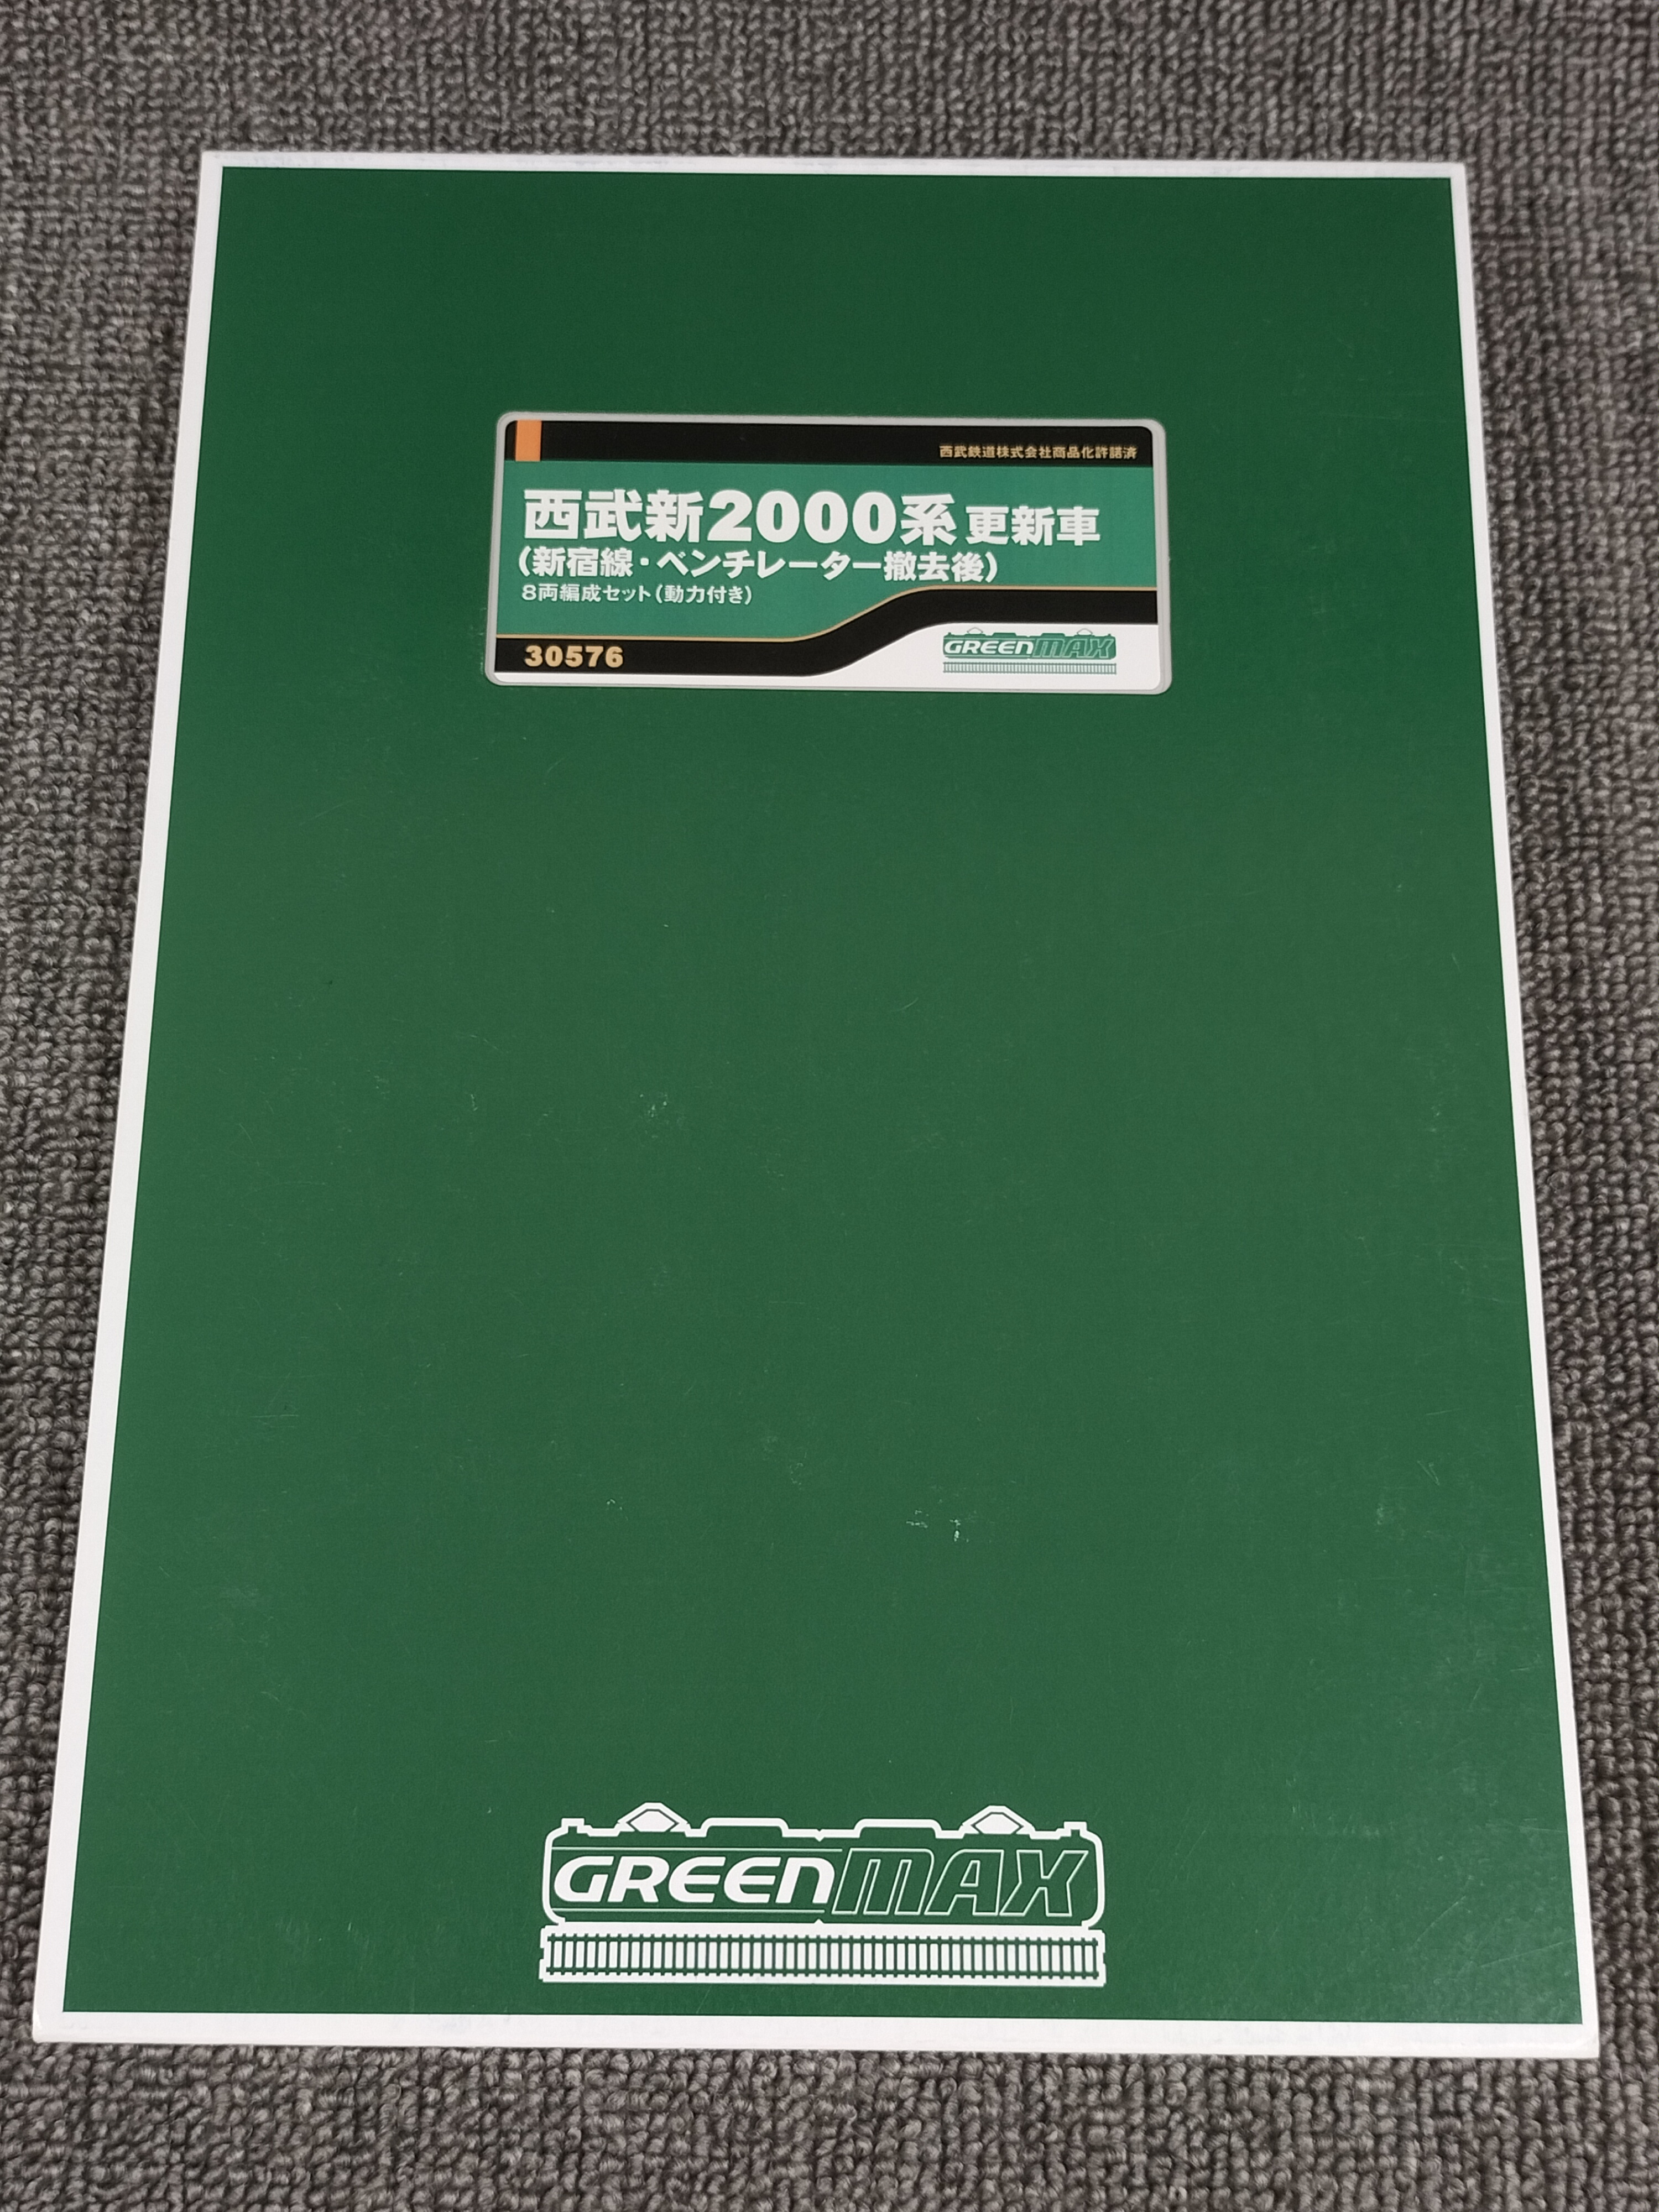 西武鉄道株式会社商品化許諾済
西武新2000系 更新車
(新宿線・ベンチレーター撤去後)
8両編成セット(動力付き)
30576
GREENMAX
GREENMAX